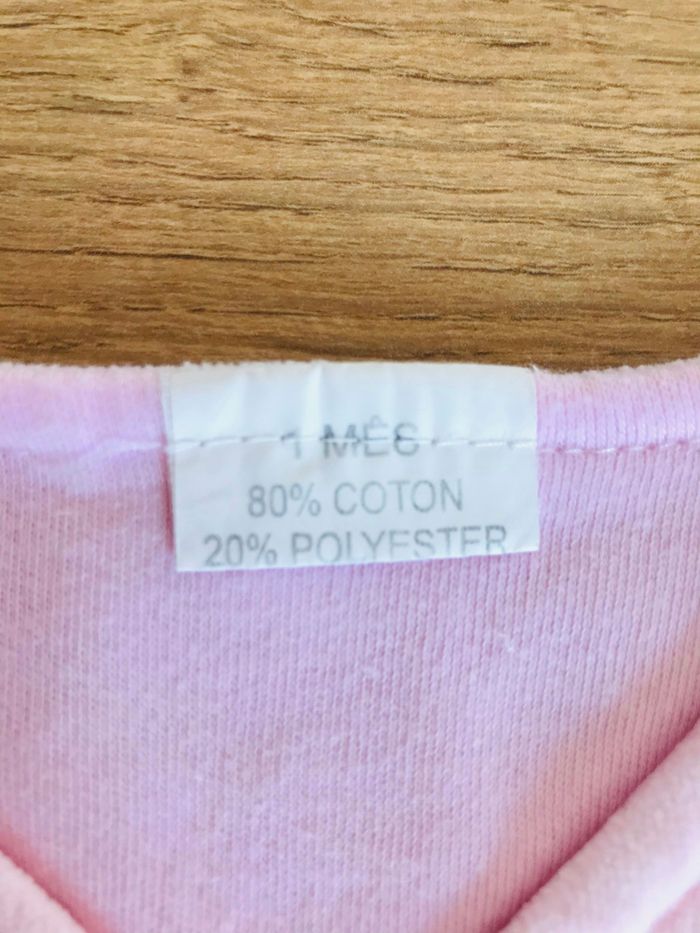 1 MÊS
80% COTON
20% POLYESTER